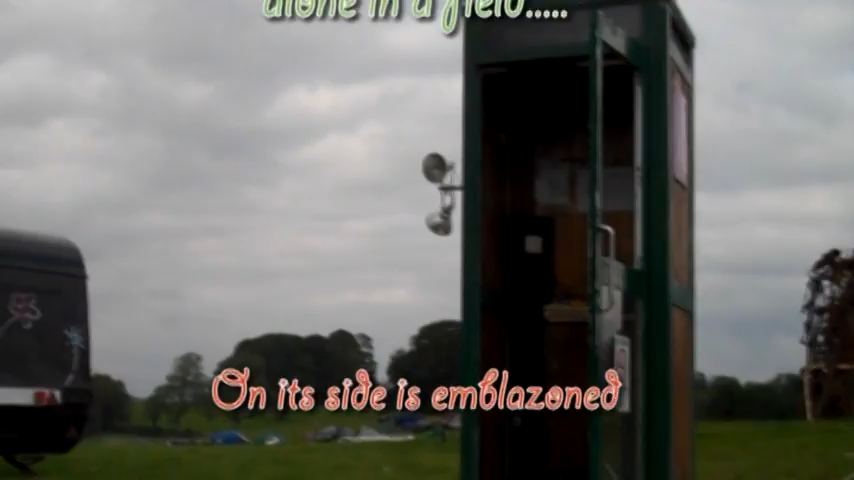 alone in a field.....
On its side is emblazoned